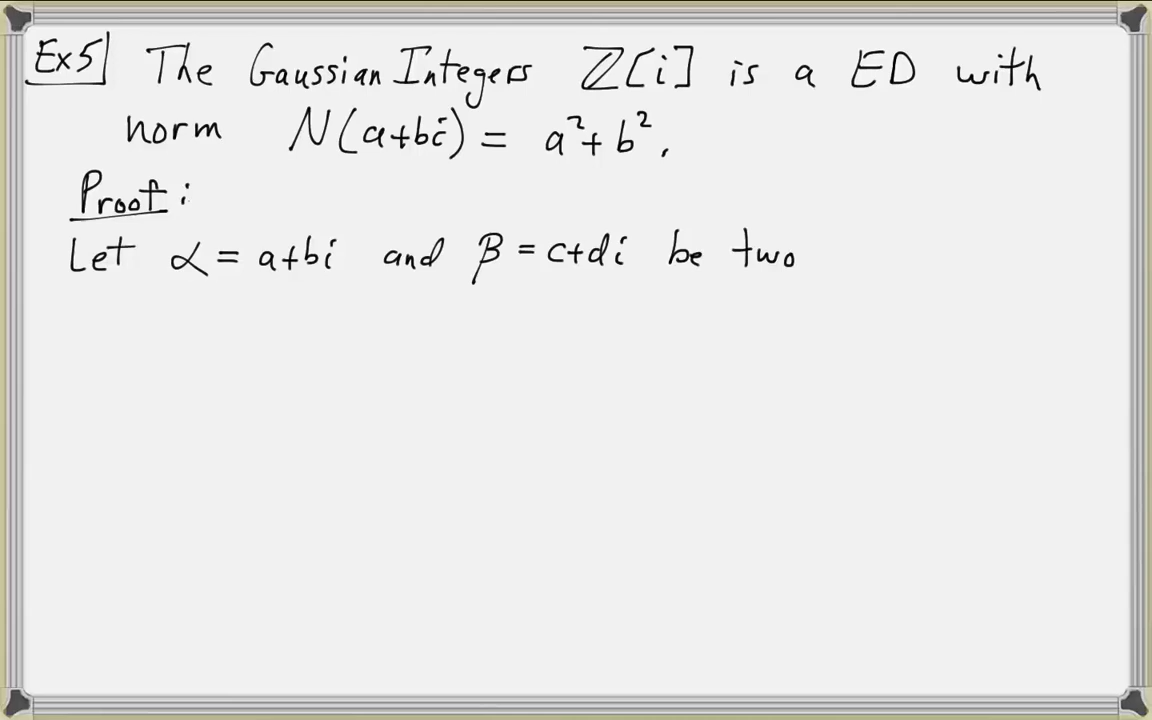 Ex5 The Gaussian Integers ℤ[i] is a ED with
norm N(a+bi) = a²+b².
Proof:
Let α = a+bi and β = c+di be two